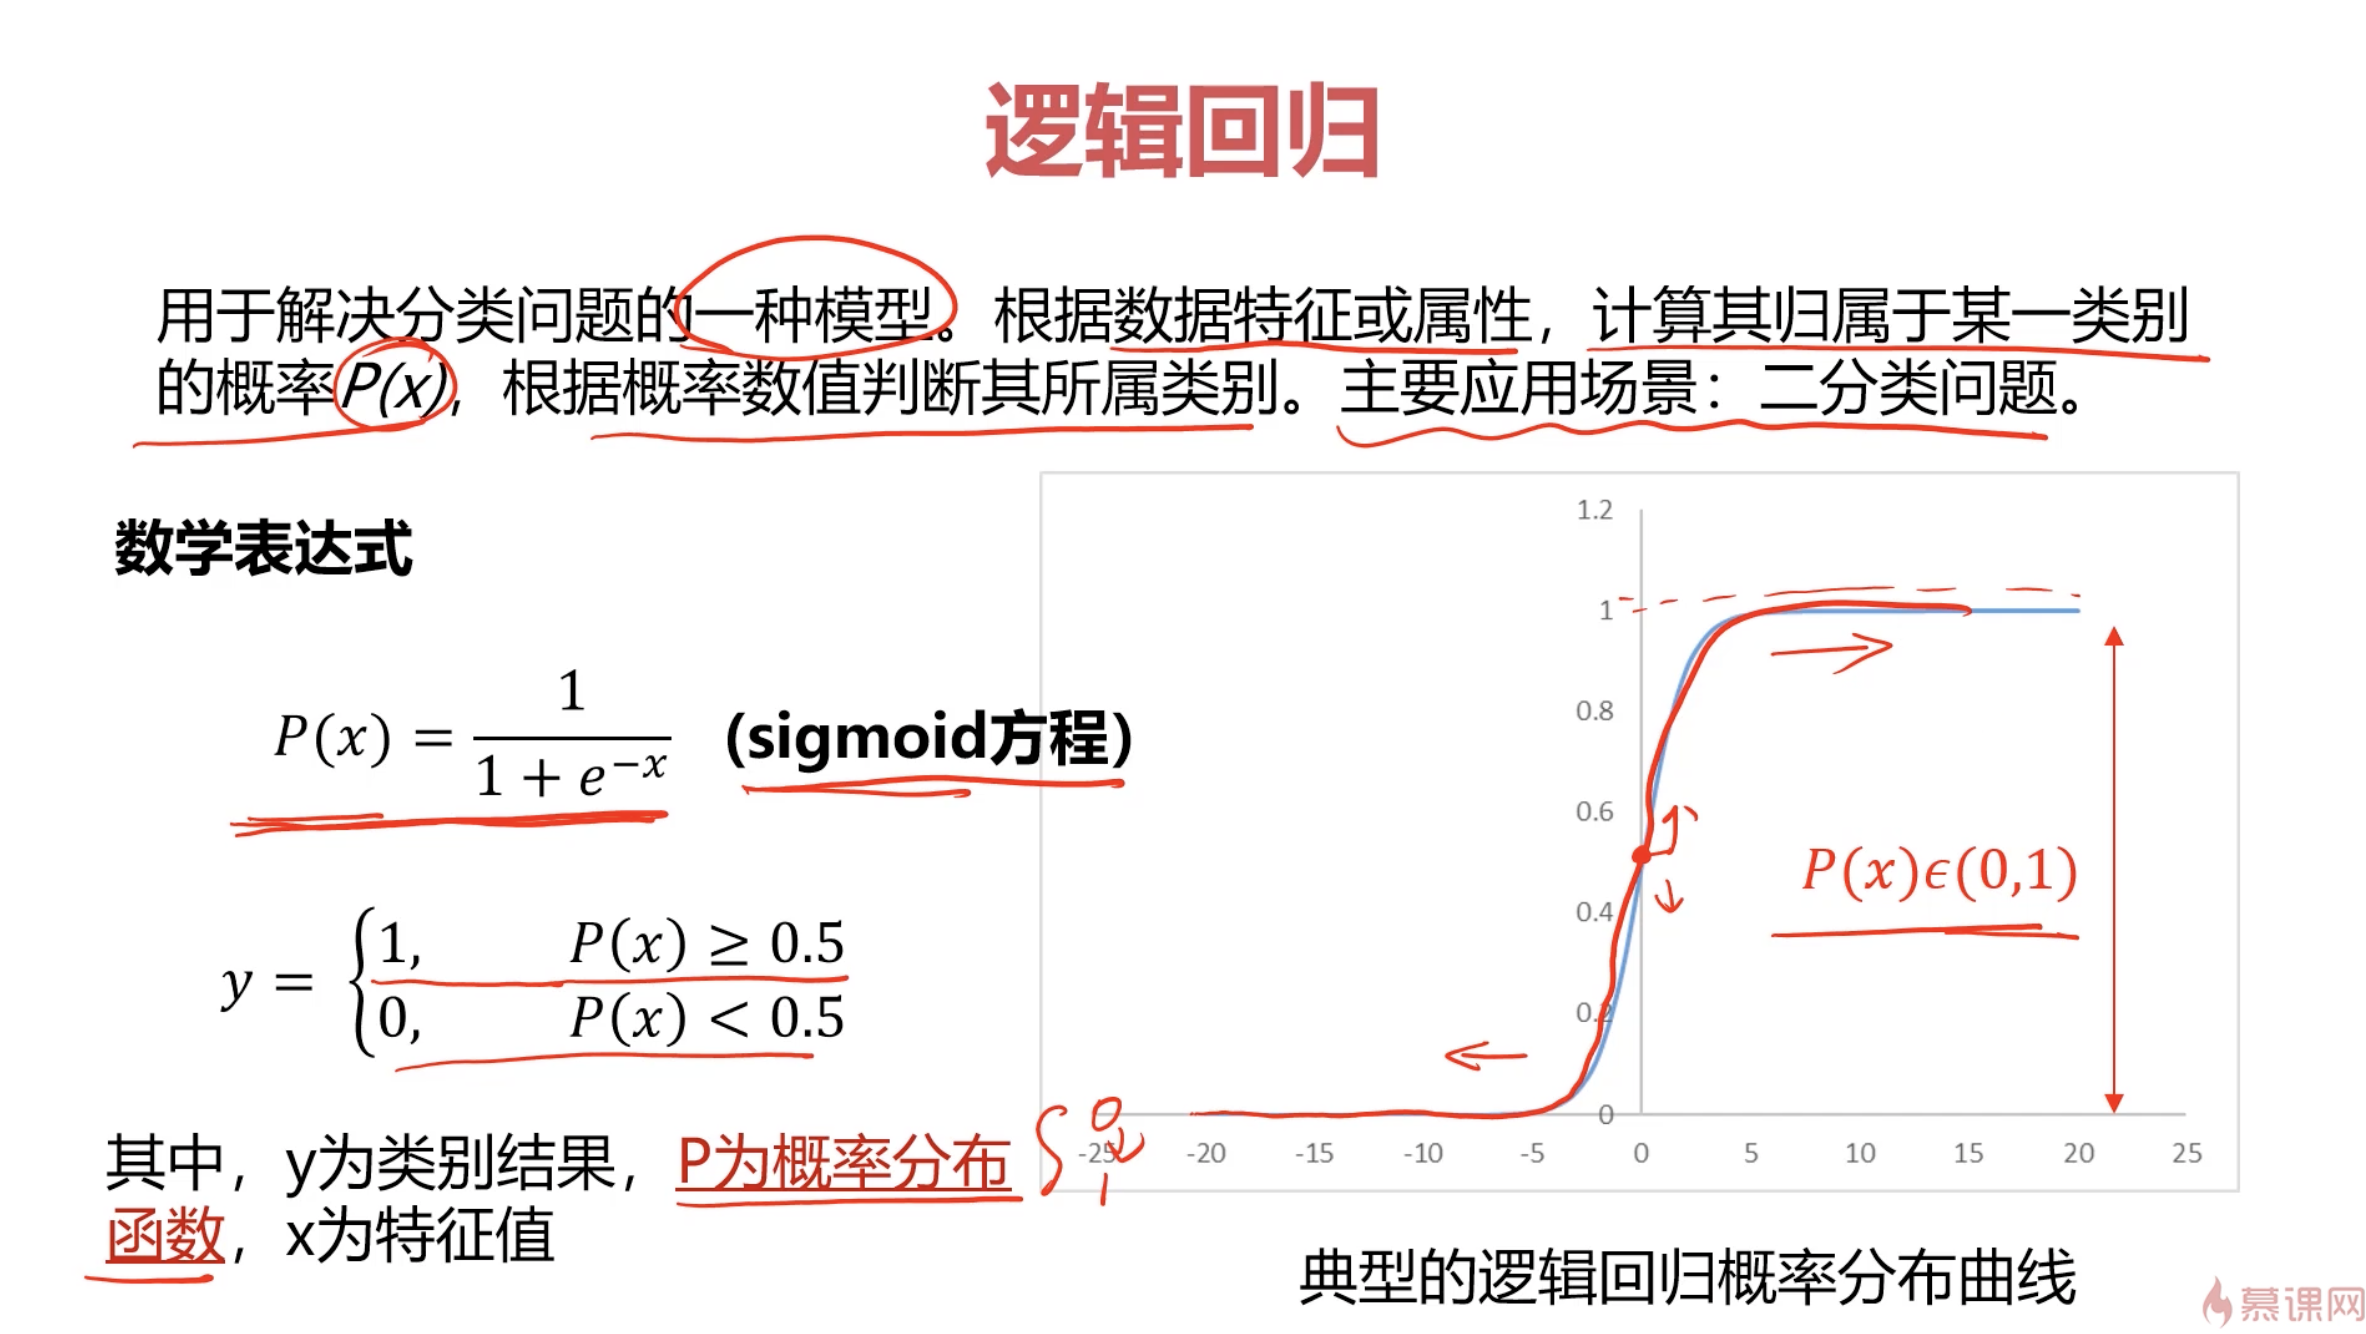 逻辑回归
用于解决分类问题的一种模型。根据数据特征或属性，计算其归属于某一类别
的概率P(x)，根据概率数值判断其所属类别。主要应用场景：二分类问题。
数学表达式
P(x) = 1 / (1 + e^{-x}) (sigmoid方程)
y = { 1, P(x) ≥ 0.5
0, P(x) < 0.5
其中，y为类别结果，P为概率分布
函数，x为特征值
0
1
1.2
1
0.8
0.6
0.4
0.2
0
-25 -20 -15 -10 -5 0 5 10 15 20 25
P(x)ϵ(0,1)
典型的逻辑回归概率分布曲线
慕课网